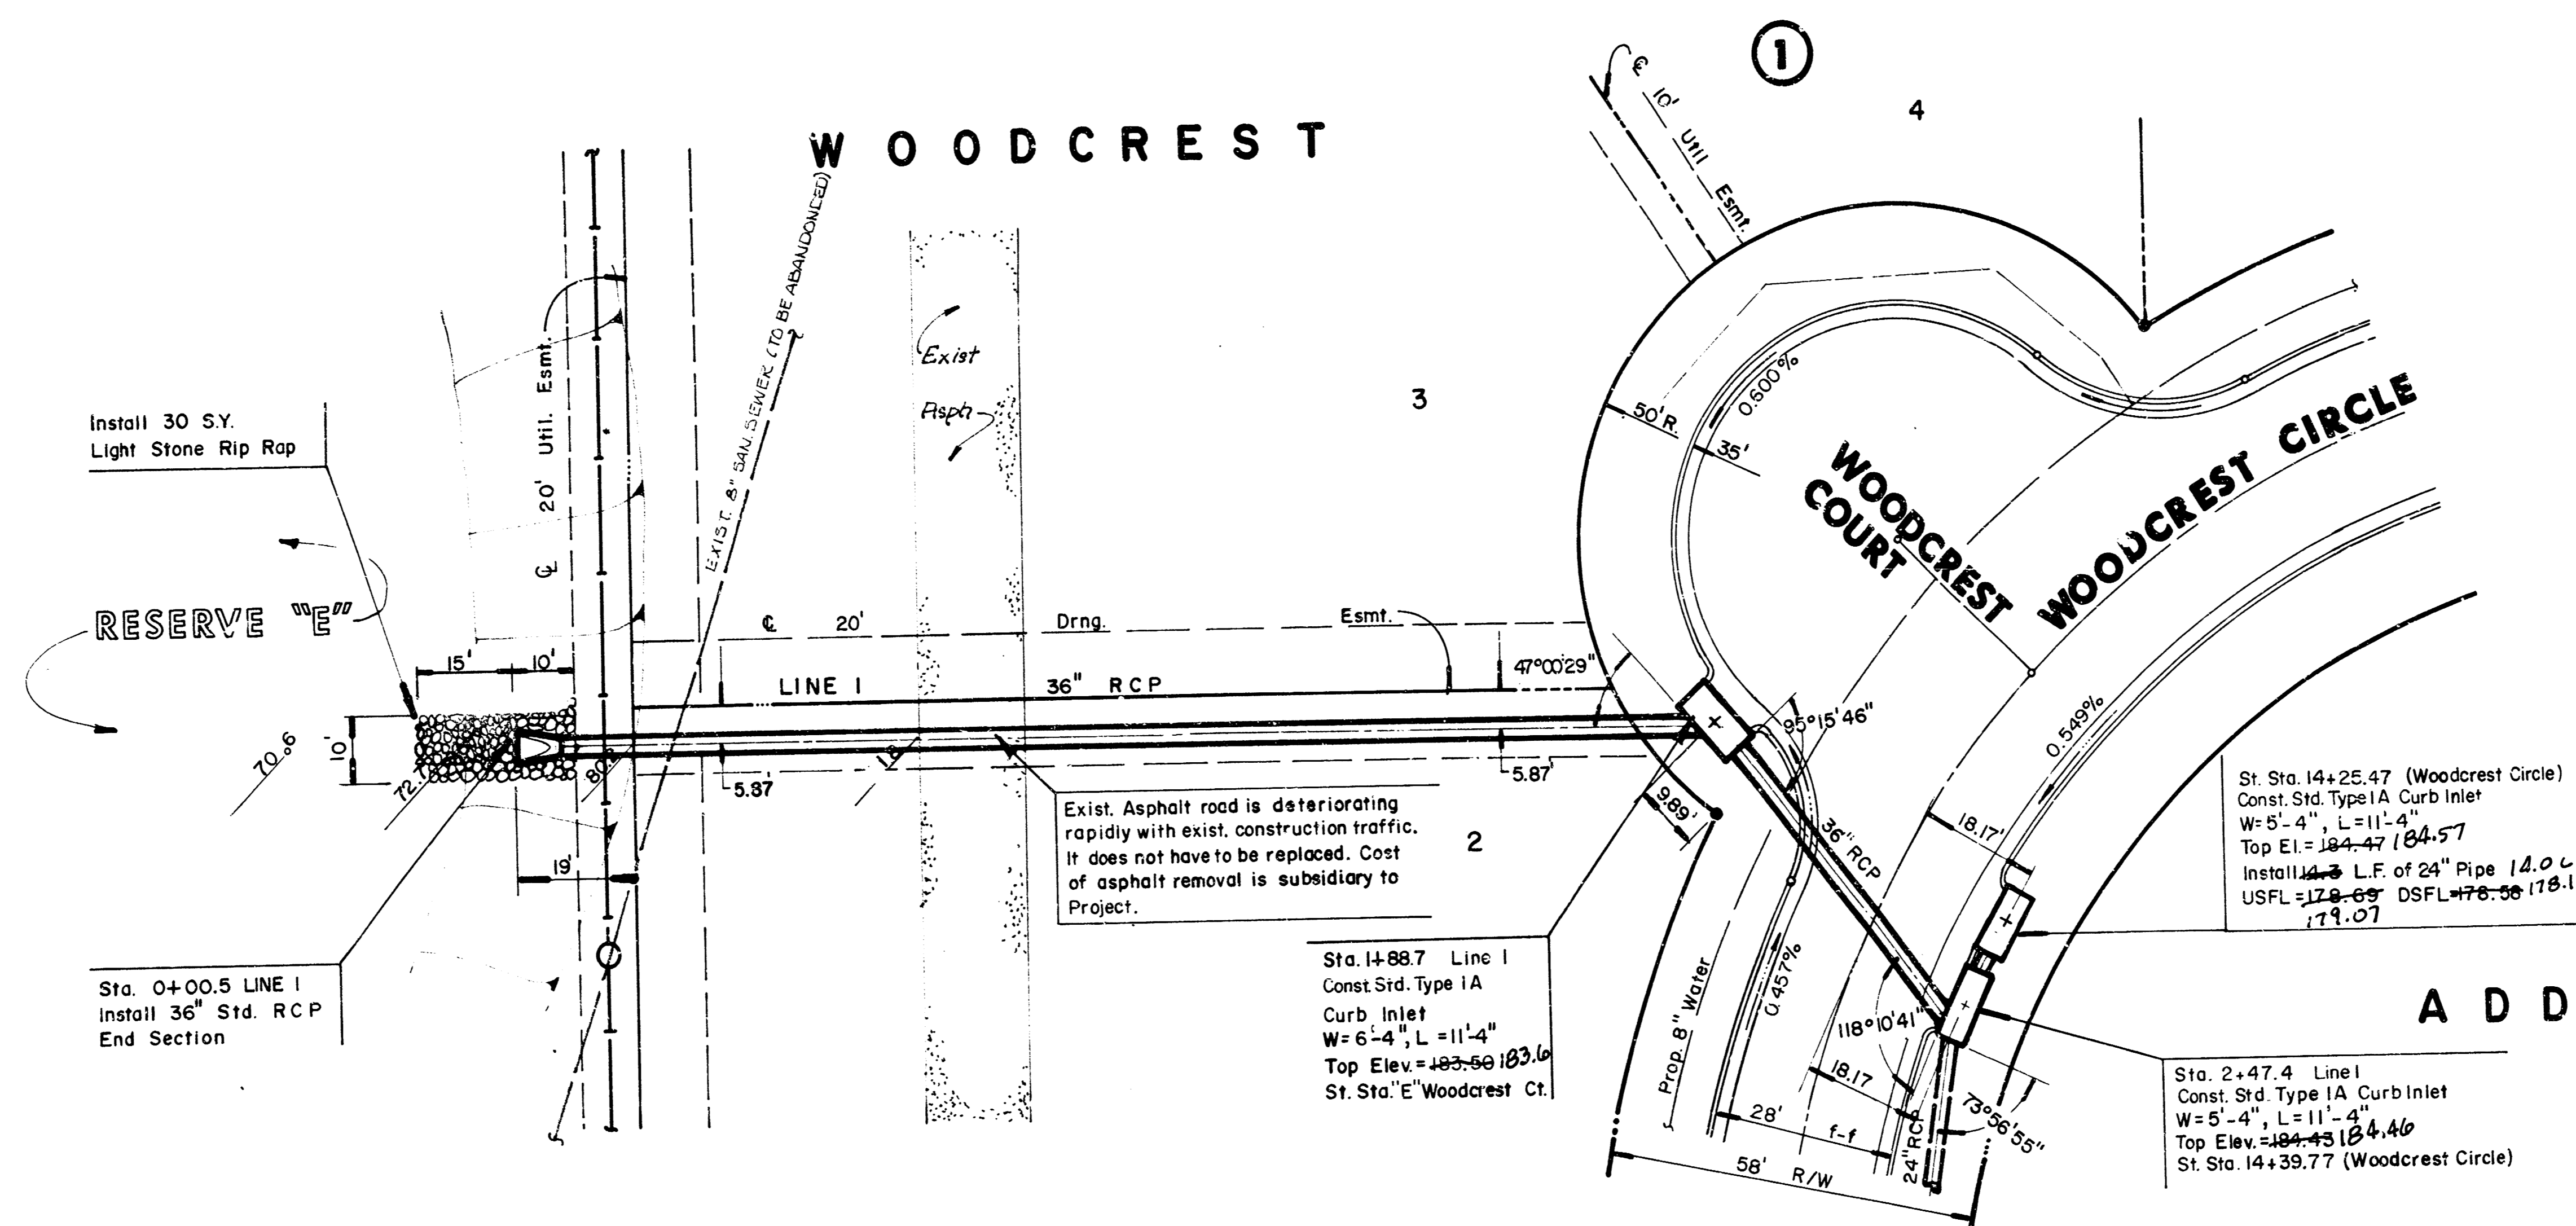 1
4
WOODCREST
℄ 10' Util Esmt.
EXIST. 8" SAN. SEWER (TO BE ABANDONED)
℄ 20' Util. Esmt.
Exist
Asph
3
Install 30 S.Y.
Light Stone Rip Rap
RESERVE "E"
50' R.
35'
0.600%
WOODCREST
COURT
WOODCREST CIRCLE
℄ 20' Drng. Esmt.
15'
10'
LINE 1 36" RCP
47°00'29"
95°15'46"
0.549%
10'
70.6
5.87'
5.87'
9.89'
36" RCP
18.17'
19'
Exist. Asphalt road is deteriorating
rapidly with exist. construction traffic.
It does not have to be replaced. Cost
of asphalt removal is subsidiary to
Project.
2
St. Sta. 14+25.47 (Woodcrest Circle)
Const. Std. Type 1A Curb Inlet
W=5'-4", L=11'-4"
Top El.= 184.47 184.57
Install 14.3 L.F. of 24" Pipe
USFL=178.69 DSFL=178.58
179.07
Sta. 0+00.5 LINE 1
Install 36" Std. RCP
End Section
Sta. 1+88.7 Line 1
Const. Std. Type 1A
Curb Inlet
W=6'-4", L=11'-4"
Top Elev.=183.50 183.6
St. Sta."E" Woodcrest Ct.
Prop. 8" Water
0.457%
118°10'41"
18.17
28' f-f
58' R/W
24" RCP
73°56'55"
ADD
Sta. 2+47.4 Line 1
Const. Std. Type 1A Curb Inlet
W=5'-4", L=11'-4"
Top Elev.=184.43 184.46
St. Sta. 14+39.77 (Woodcrest Circle)